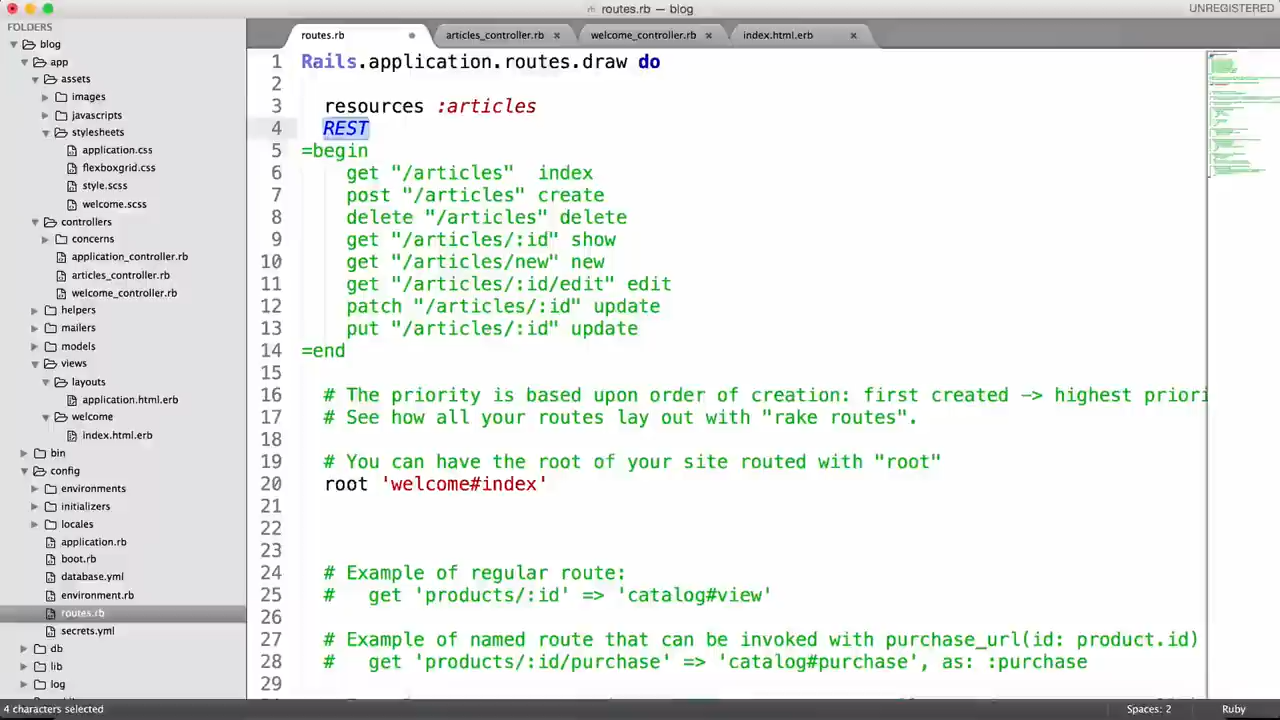 routes.rb — blog
UNREGISTERED
FOLDERS
blog
app
assets
images
javascripts
stylesheets
application.css
flexboxgrid.css
style.scss
welcome.scss
controllers
concerns
application_controller.rb
articles_controller.rb
welcome_controller.rb
helpers
mailers
models
views
layouts
application.html.erb
welcome
index.html.erb
bin
config
environments
initializers
locales
application.rb
boot.rb
database.yml
environment.rb
routes.rb
secrets.yml
db
lib
log
routes.rb
articles_controller.rb
welcome_controller.rb
index.html.erb
1 Rails.application.routes.draw do
2
3 resources :articles
4 REST
5 =begin
6 get "/articles" index
7 post "/articles" create
8 delete "/articles" delete
9 get "/articles/:id" show
10 get "/articles/new" new
11 get "/articles/:id/edit" edit
12 patch "/articles/:id" update
13 put "/articles/:id" update
14 =end
15
16 # The priority is based upon order of creation: first created -> highest priori
17 # See how all your routes lay out with "rake routes".
18
19 # You can have the root of your site routed with "root"
20 root 'welcome#index'
21
22
23
24 # Example of regular route:
25 # get 'products/:id' => 'catalog#view'
26
27 # Example of named route that can be invoked with purchase_url(id: product.id)
28 # get 'products/:id/purchase' => 'catalog#purchase', as: :purchase
29
4 characters selected
Spaces: 2
Ruby